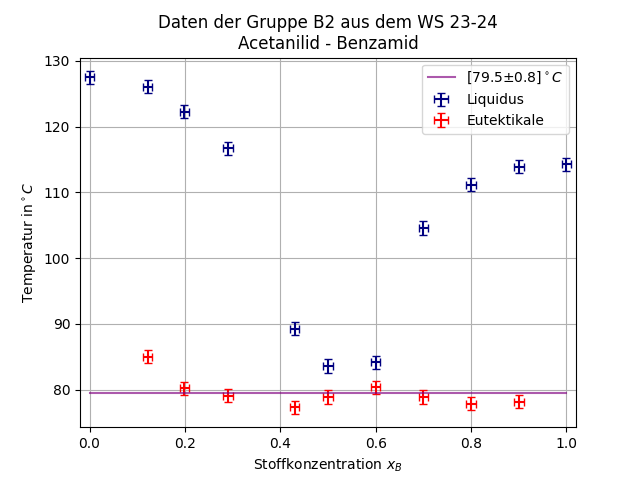 Daten der Gruppe B2 aus dem WS 23-24
Acetanilid - Benzamid
[79.5±0.8]°C
Liquidus
Eutektikale
130
120
110
100
90
80
Temperatur in°C
0.0 0.2 0.4 0.6 0.8 1.0
Stoffkonzentration x_B